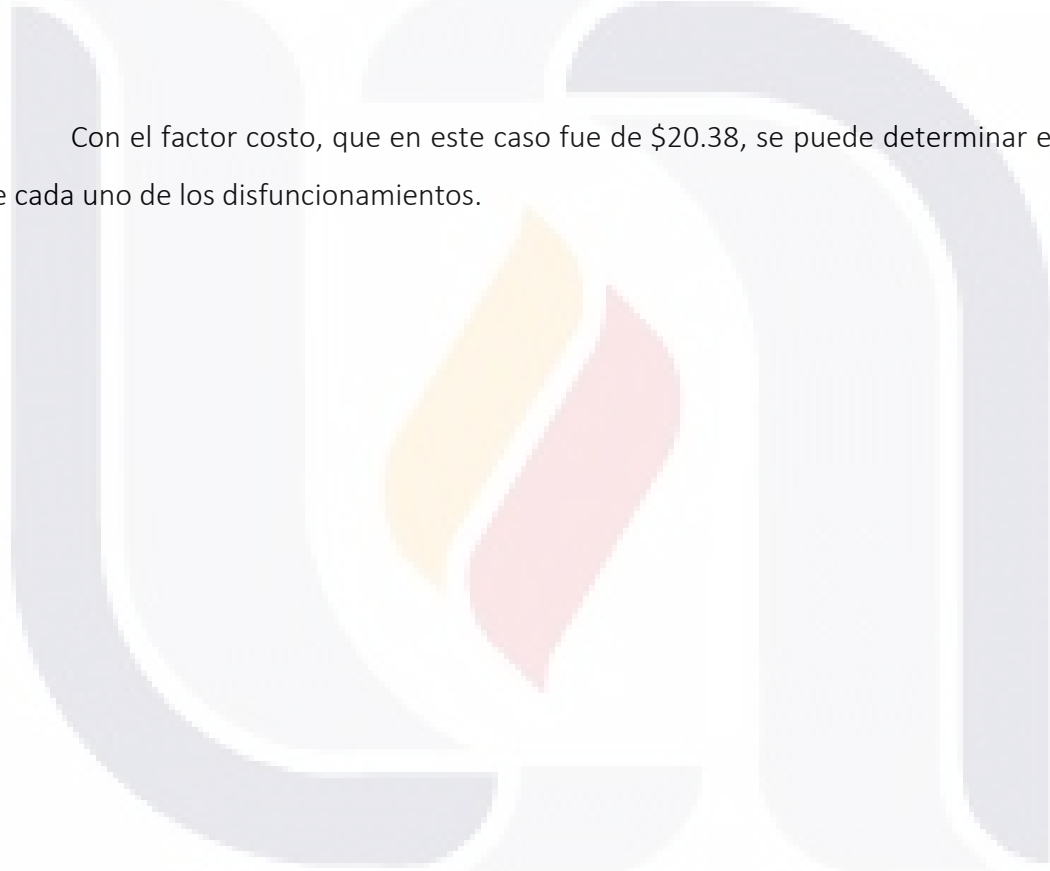 Con el factor costo, que en este caso fue de $20.38, se puede determinar e
e cada uno de los disfuncionamientos.